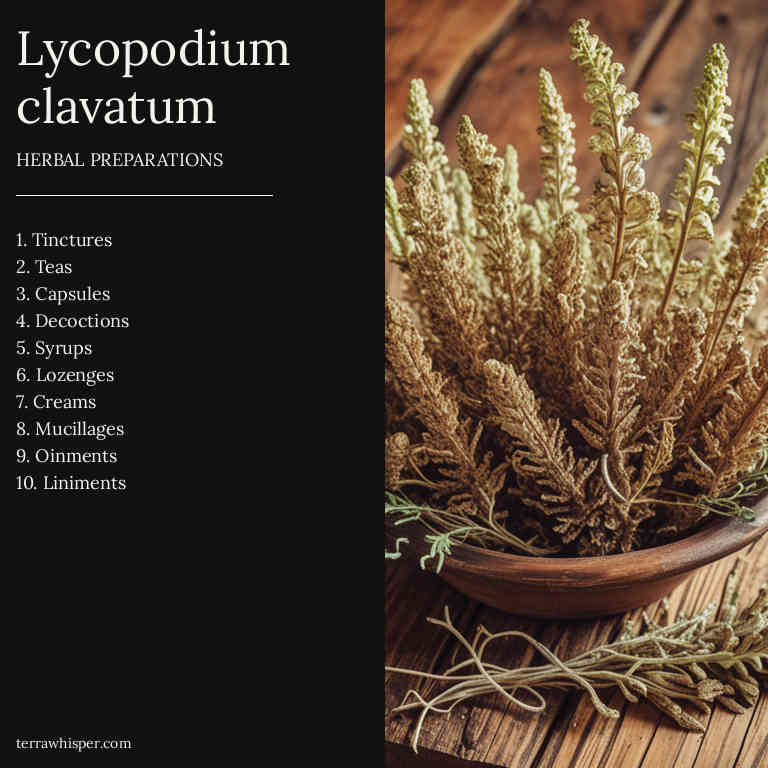 Lycopodium
clavatum
HERBAL PREPARATIONS
1. Tinctures
2. Teas
3. Capsules
4. Decoctions
5. Syrups
6. Lozenges
7. Creams
8. Mucillages
9. Oinments
10. Liniments
terrawhisper.com